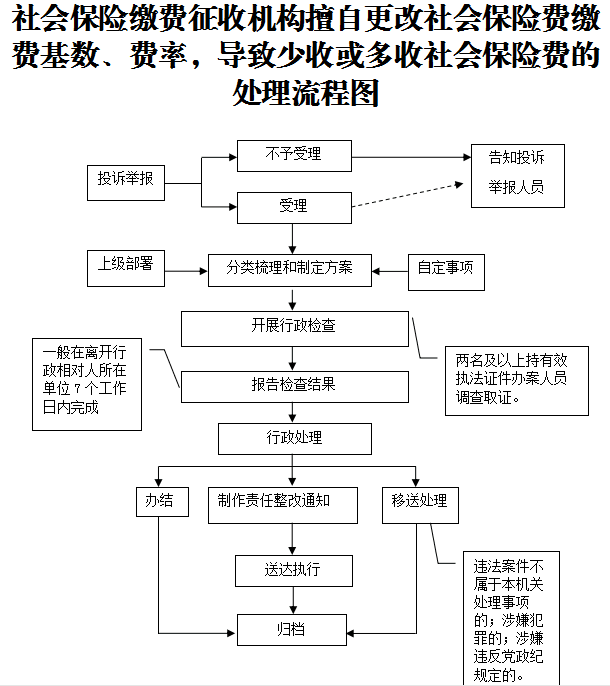 社会保险缴费征收机构擅自更改社会保险费缴
费基数、费率，导致少收或多收社会保险费的
处理流程图
不予受理
告知投诉
举报人员
投诉举报
受理
上级部署
分类梳理和制定方案
自定事项
开展行政检查
一般在离开行
政相对人所在
单位7个工作
日内完成
两名及以上持有效
执法证件办案人员
调查取证。
报告检查结果
行政处理
办结
制作责任整改通知
移送处理
送达执行
违法案件不
属于本机关
处理事项
的；涉嫌犯
罪的；涉嫌
违反党政纪
规定的。
归档